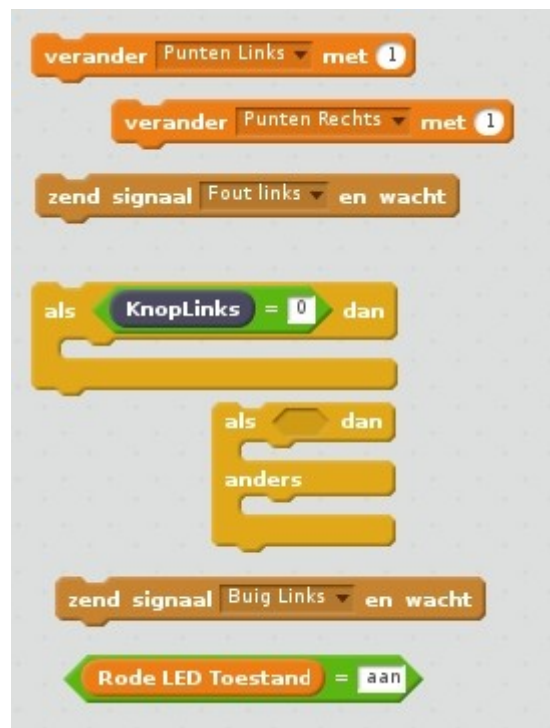 verander Punten Links met 1
verander Punten Rechts met 1
zend signaal Fout links en wacht
als KnopLinks = 0 dan
als dan
anders
zend signaal Buig Links en wacht
Rode LED Toestand = aan